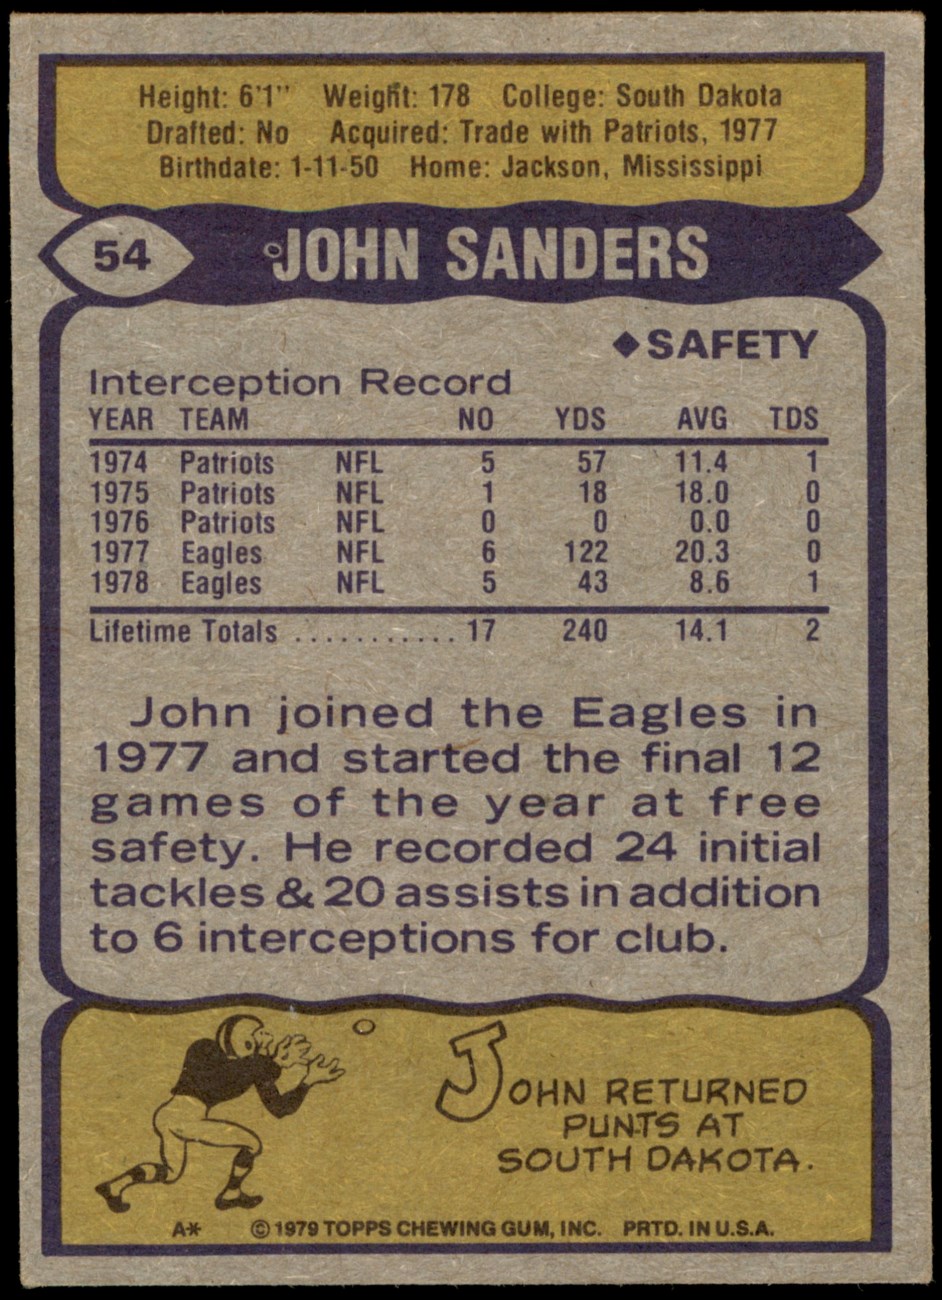 Height: 6'1" Weight: 178 College: South Dakota
Drafted: No Acquired: Trade with Patriots, 1977
Birthdate: 1-11-50 Home: Jackson, Mississippi
54 JOHN SANDERS
◆SAFETY
Interception Record
YEAR TEAM NO YDS AVG TDS
1974 Patriots NFL 5 57 11.4 1
1975 Patriots NFL 1 18 18.0 0
1976 Patriots NFL 0 0 0.0 0
1977 Eagles NFL 6 122 20.3 0
1978 Eagles NFL 5 43 8.6 1
Lifetime Totals ........... 17 240 14.1 2
John joined the Eagles in
1977 and started the final 12
games of the year at free
safety. He recorded 24 initial
tackles & 20 assists in addition
to 6 interceptions for club.
JOHN RETURNED
PUNTS AT
SOUTH DAKOTA.
A* © 1979 TOPPS CHEWING GUM, INC. PRTD. IN U.S.A.